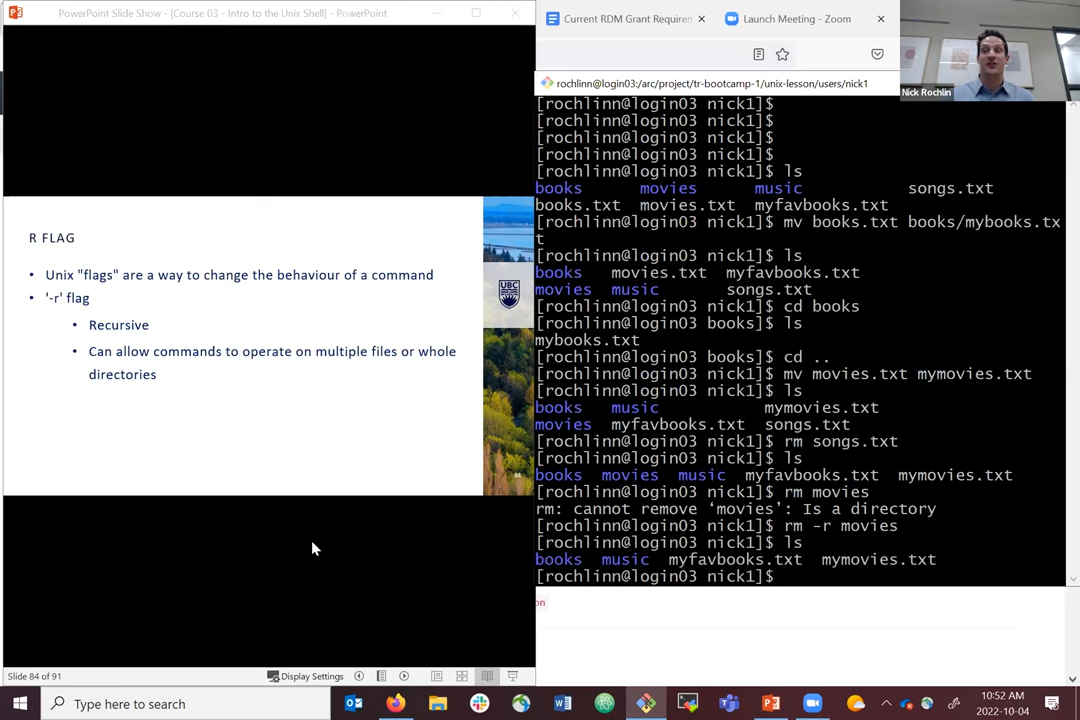 PowerPoint Slide Show - [Course 03 - Intro to the Unix Shell] - PowerPoint
Current RDM Grant Requirem
Launch Meeting - Zoom
rochlinn@login03:/arc/project/tr-bootcamp-1/unix-lesson/users/nick1
Nick Rochlin
R FLAG
• Unix "flags" are a way to change the behaviour of a command
• '-r' flag
• Recursive
• Can allow commands to operate on multiple files or whole
directories
UBC
84
[rochlinn@login03 nick1]$
[rochlinn@login03 nick1]$
[rochlinn@login03 nick1]$
[rochlinn@login03 nick1]$
[rochlinn@login03 nick1]$ ls
books movies music songs.txt
books.txt movies.txt myfavbooks.txt
[rochlinn@login03 nick1]$ mv books.txt books/mybooks.tx
t
[rochlinn@login03 nick1]$ ls
books movies.txt myfavbooks.txt
movies music songs.txt
[rochlinn@login03 nick1]$ cd books
[rochlinn@login03 books]$ ls
mybooks.txt
[rochlinn@login03 books]$ cd ..
[rochlinn@login03 nick1]$ mv movies.txt mymovies.txt
[rochlinn@login03 nick1]$ ls
books music mymovies.txt
movies myfavbooks.txt songs.txt
[rochlinn@login03 nick1]$ rm songs.txt
[rochlinn@login03 nick1]$ ls
books movies music myfavbooks.txt mymovies.txt
[rochlinn@login03 nick1]$ rm movies
rm: cannot remove ‘movies’: Is a directory
[rochlinn@login03 nick1]$ rm -r movies
[rochlinn@login03 nick1]$ ls
books music myfavbooks.txt mymovies.txt
[rochlinn@login03 nick1]$
on
Slide 84 of 91
Display Settings
Type here to search
10:52 AM
2022-10-04